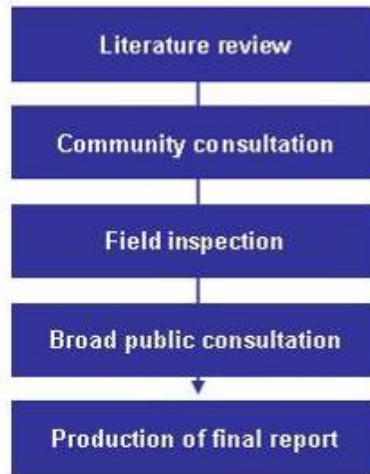 Literature review
Community consultation
Field inspection
Broad public consultation
Production of final report